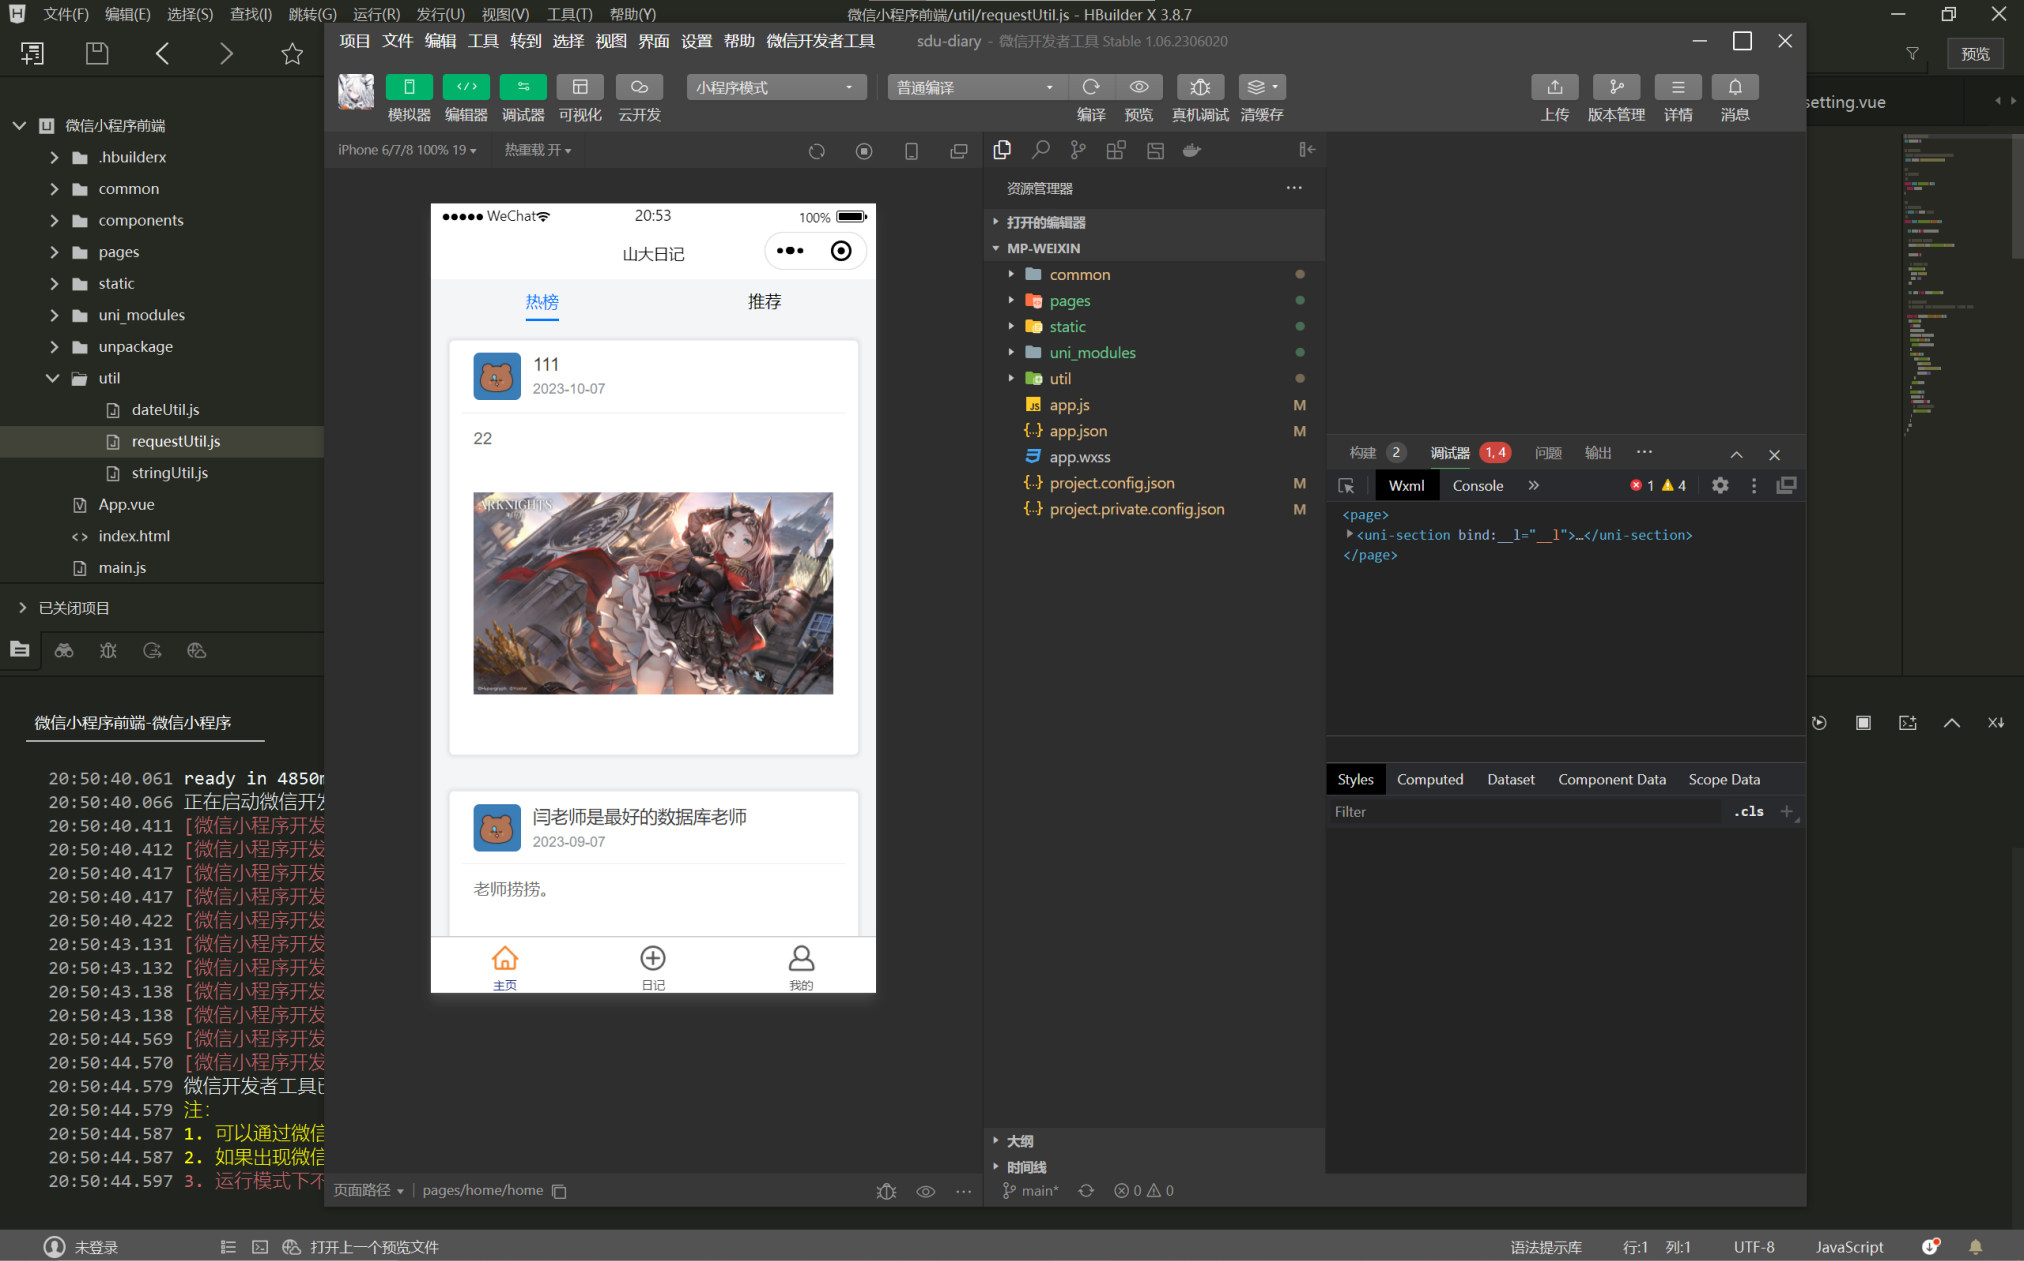 文件(F) 编辑(E) 选择(S) 查找(I) 跳转(G) 运行(R) 发行(U) 视图(V) 工具(T) 帮助(Y)
微信小程序前端/util/requestUtil.js - HBuilder X 3.8.7
预览
setting.vue
微信小程序前端
.hbuilderx
common
components
pages
static
uni_modules
unpackage
util
dateUtil.js
requestUtil.js
stringUtil.js
App.vue
index.html
main.js
已关闭项目
项目 文件 编辑 工具 转到 选择 视图 界面 设置 帮助 微信开发者工具
sdu-diary - 微信开发者工具 Stable 1.06.2306020
模拟器 编辑器 调试器 可视化 云开发
小程序模式
普通编译
编译 预览 真机调试 清缓存
上传 版本管理 详情 消息
iPhone 6/7/8 100% 19
热重载 开
WeChat
20:53
100%
山大日记
热榜
推荐
111
2023-10-07
22
ARKNIGHTS
闫老师是最好的数据库老师
2023-09-07
老师捞捞。
主页
日记
我的
页面路径
pages/home/home
资源管理器
打开的编辑器
MP-WEIXIN
common
pages
static
uni_modules
util
app.js M
app.json M
app.wxss
project.config.json M
project.private.config.json M
大纲
时间线
main*
0 0
构建 2 调试器 1, 4 问题 输出
Wxml Console 1 4
<page>
<uni-section bind:__l="__l">…</uni-section>
</page>
Styles Computed Dataset Component Data Scope Data
Filter
.cls
微信小程序前端-微信小程序
20:50:40.061 ready in 4850m
20:50:40.066 正在启动微信开发
20:50:40.411 [微信小程序开发
20:50:40.412 [微信小程序开发
20:50:40.417 [微信小程序开发
20:50:40.417 [微信小程序开发
20:50:40.422 [微信小程序开发
20:50:43.131 [微信小程序开发
20:50:43.132 [微信小程序开发
20:50:43.138 [微信小程序开发
20:50:43.138 [微信小程序开发
20:50:44.569 [微信小程序开发
20:50:44.570 [微信小程序开发
20:50:44.579 微信开发者工具已
20:50:44.579 注:
20:50:44.587 1. 可以通过微信
20:50:44.587 2. 如果出现微信
20:50:44.597 3. 运行模式下不
未登录
打开上一个预览文件
语法提示库
行:1 列:1
UTF-8
JavaScript